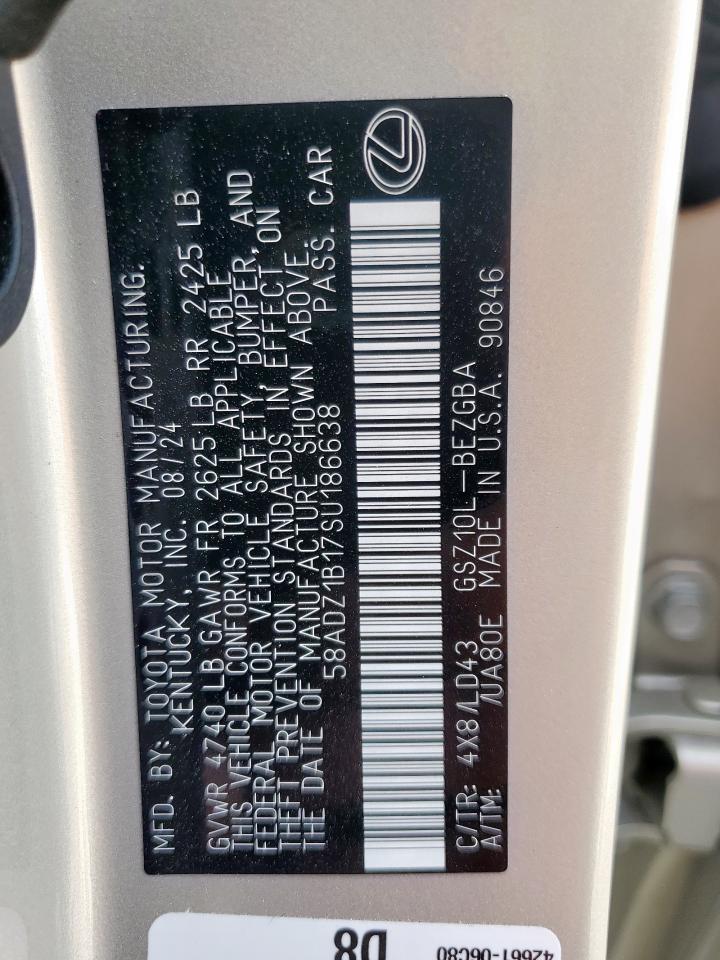 MFD. BY: TOYOTA MOTOR MANUFACTURING.
KENTUCKY, INC. 08/24
GVWR 4740 LB GAWR FR 2625 LB RR 2425 LB
THIS VEHICLE CONFORMS TO ALL APPLICABLE
FEDERAL MOTOR VEHICLE SAFETY, BUMPER, AND
THEFT PREVENTION STANDARDS IN EFFECT ON
THE DATE OF MANUFACTURE SHOWN ABOVE.
58ADZ1B17SU186638 PASS. CAR
C/TR: 4X8/LD43 GSZ10L-BEZGBA
A/TM: /UA80E MADE IN U.S.A. 90846
D8
42661-06C80